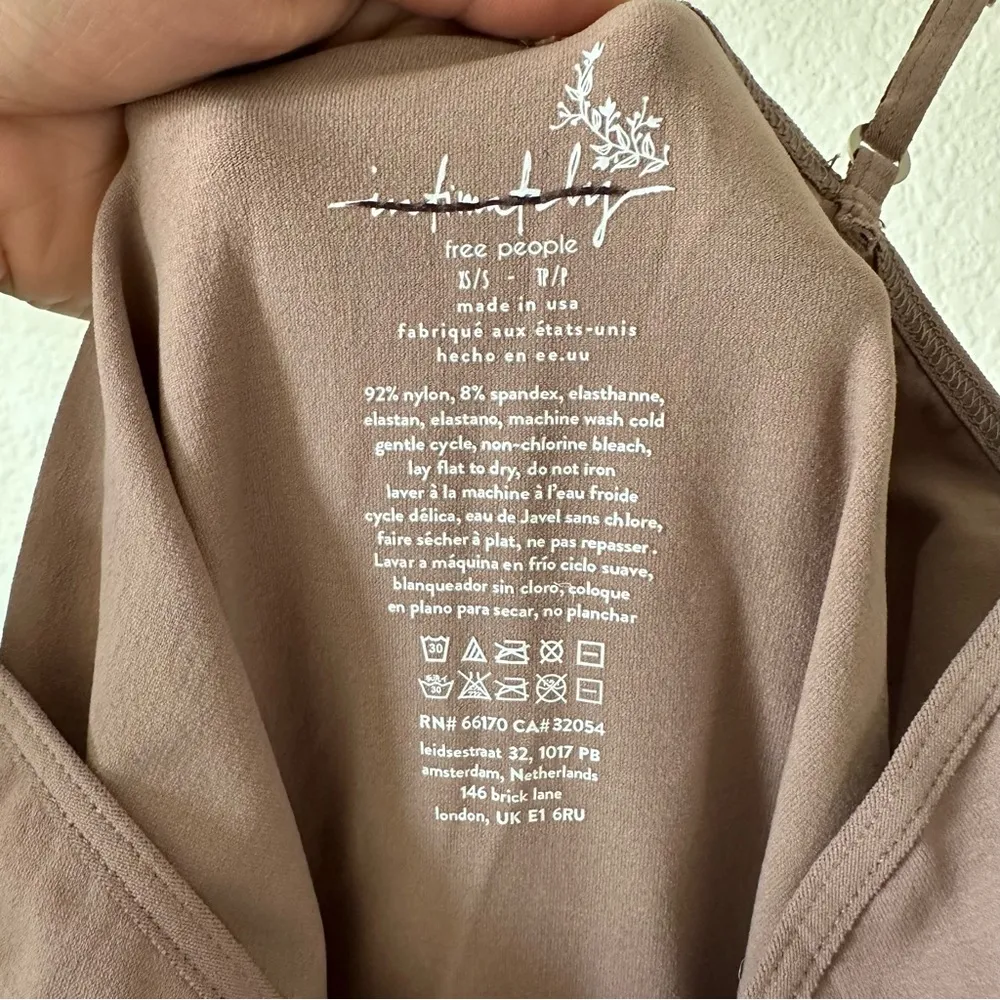 intimately
free people
XS/S - TP/P
made in usa
fabriqué aux états-unis
hecho en ee.uu
92% nylon, 8% spandex, elasthanne,
elastan, elastano, machine wash cold
gentle cycle, non-chlorine bleach,
lay flat to dry, do not iron
laver à la machine à l'eau froide
cycle délica, eau de Javel sans chlore,
faire sécher à plat, ne pas repasser.
Lavar a máquina en frío ciclo suave,
blanqueador sin cloro, coloque
en plano para secar, no planchar
30
30
RN# 66170 CA# 32054
leidsestraat 32, 1017 PB
amsterdam, Netherlands
146 brick lane
london, UK E1 6RU